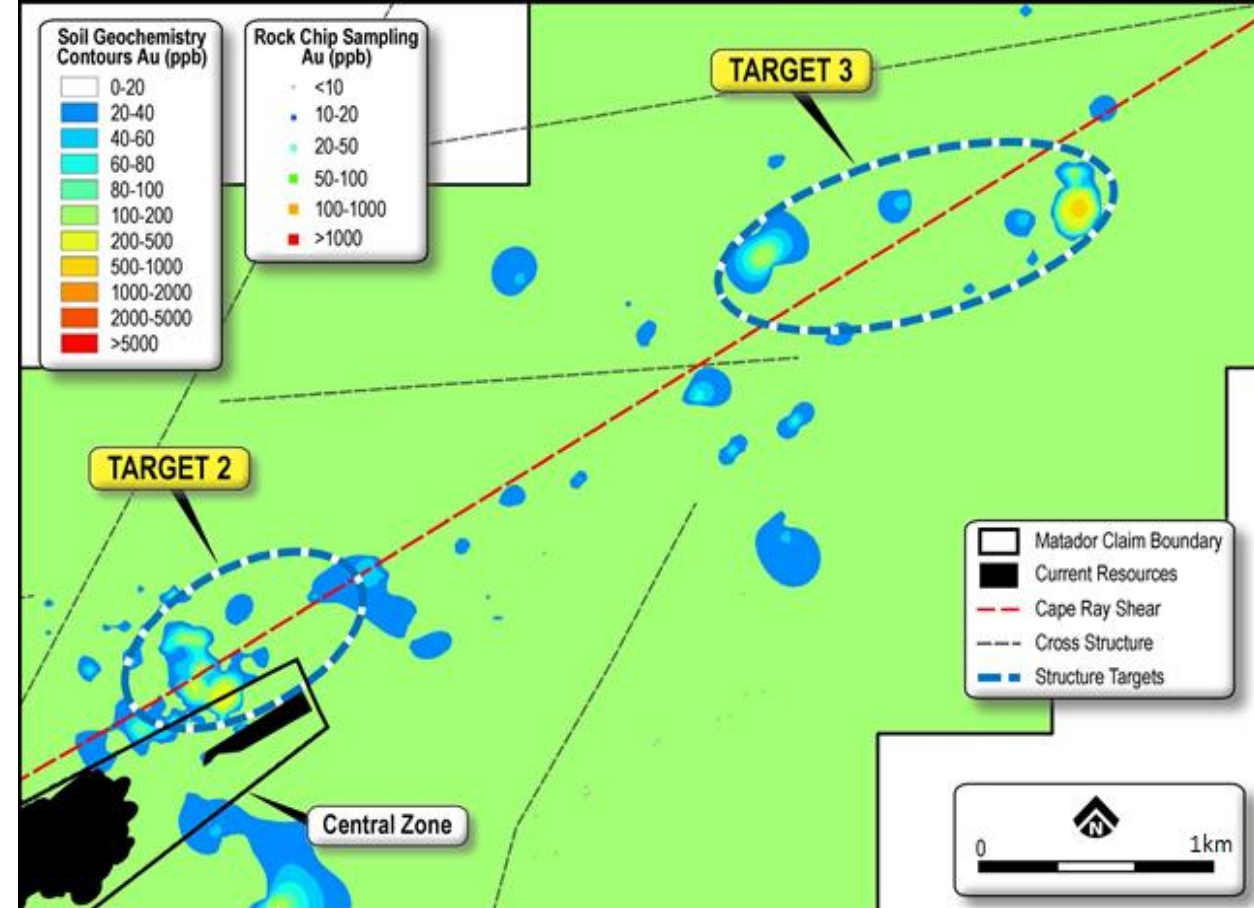 Soil Geochemistry
Contours Au (ppb)
0-20
20-40
40-60
60-80
80-100
100-200
200-500
500-1000
1000-2000
2000-5000
>5000
Rock Chip Sampling
Au (ppb)
<10
10-20
20-50
50-100
100-1000
>1000
TARGET 3
TARGET 2
Matador Claim Boundary
Current Resources
Cape Ray Shear
Cross Structure
Structure Targets
Central Zone
N
0 1km